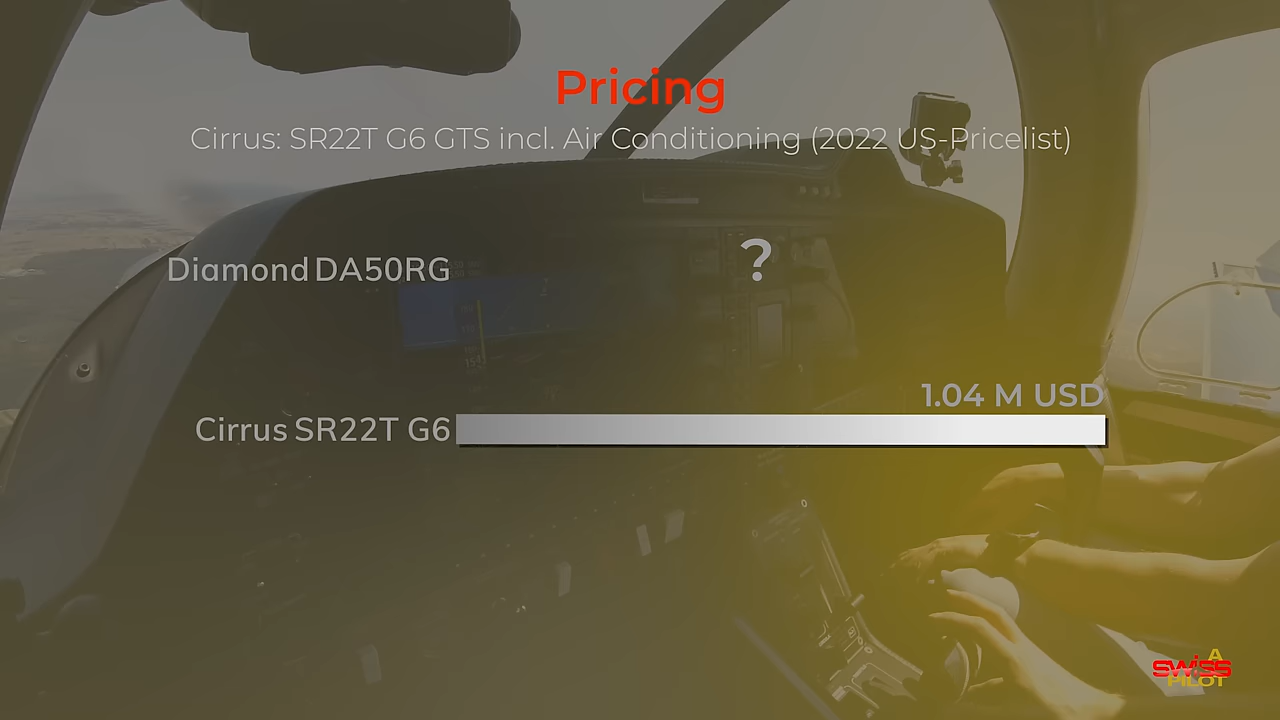 Pricing
Cirrus: SR22T G6 GTS incl. Air Conditioning (2022 US-Pricelist)
Diamond DA50RG
?
1.04 M USD
Cirrus SR22T G6
A
SWiSS
PILOT